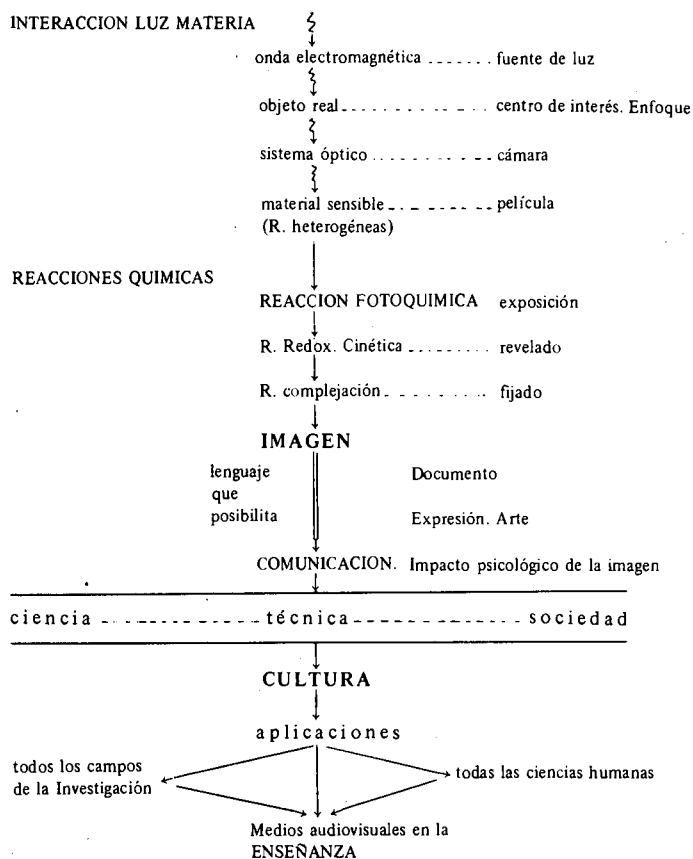 INTERACCION LUZ MATERIA
onda electromagnética ....... fuente de luz
objeto real............... centro de interés. Enfoque
sistema óptico ............ cámara
material sensible ........... película
(R. heterogéneas)
REACCIONES QUIMICAS
REACCION FOTOQUIMICA exposición
R. Redox. Cinética ......... revelado
R. complejación........... fijado
IMAGEN
lenguaje Documento
que
posibilita Expresión. Arte
COMUNICACION. Impacto psicológico de la imagen
ciencia ............... técnica ............... sociedad
CULTURA
aplicaciones
todos los campos
de la Investigación
todas las ciencias humanas
Medios audiovisuales en la
ENSEÑANZA